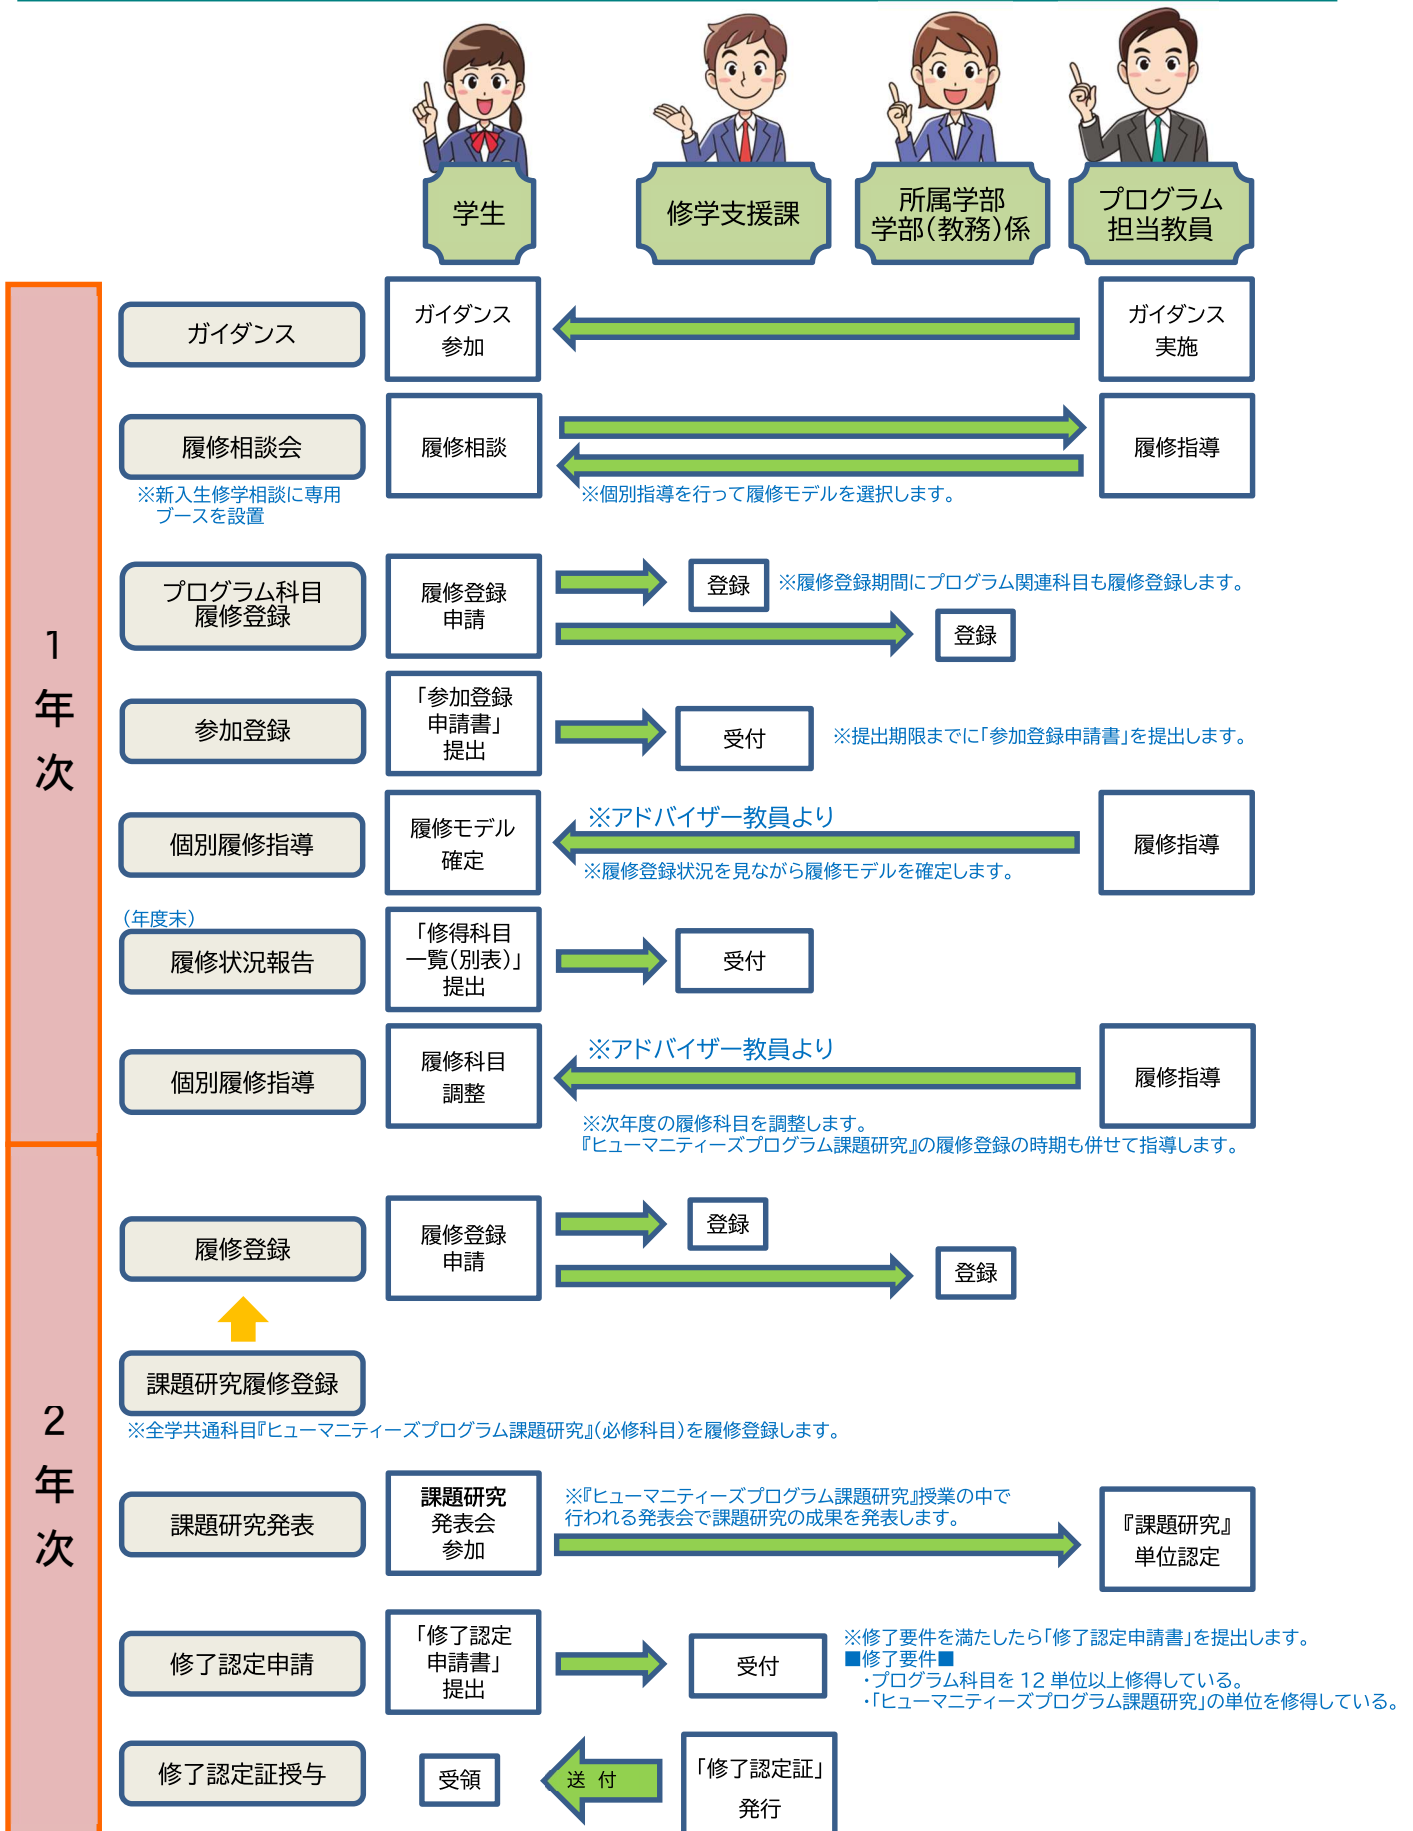 学生
修学支援課
所属学部
学部(教務)係
プログラム
担当教員
1
年
次
ガイダンス
ガイダンス
参加
ガイダンス
実施
履修相談会
※新入生修学相談に専用
ブースを設置
履修相談
※個別指導を行って履修モデルを選択します。
履修指導
プログラム科目
履修登録
履修登録
申請
登録
※履修登録期間にプログラム関連科目も履修登録します。
登録
参加登録
「参加登録
申請書」
提出
受付
※提出期限までに「参加登録申請書」を提出します。
個別履修指導
履修モデル
確定
※アドバイザー教員より
※履修登録状況を見ながら履修モデルを確定します。
履修指導
(年度末)
履修状況報告
「修得科目
一覧(別表)」
提出
受付
個別履修指導
履修科目
調整
※アドバイザー教員より
※次年度の履修科目を調整します。
『ヒューマニティーズプログラム課題研究』の履修登録の時期も併せて指導します。
履修指導
2
年
次
履修登録
履修登録
申請
登録
登録
課題研究履修登録
※全学共通科目『ヒューマニティーズプログラム課題研究』(必修科目)を履修登録します。
課題研究発表
課題研究
発表会
参加
※『ヒューマニティーズプログラム課題研究』授業の中で
行われる発表会で課題研究の成果を発表します。
『課題研究』
単位認定
修了認定申請
「修了認定
申請書」
提出
受付
※修了要件を満たしたら「修了認定申請書」を提出します。
■修了要件■
・プログラム科目を 12 単位以上修得している。
・「ヒューマニティーズプログラム課題研究」の単位を修得している。
修了認定証授与
受領
送 付
「修了認定証」
発行